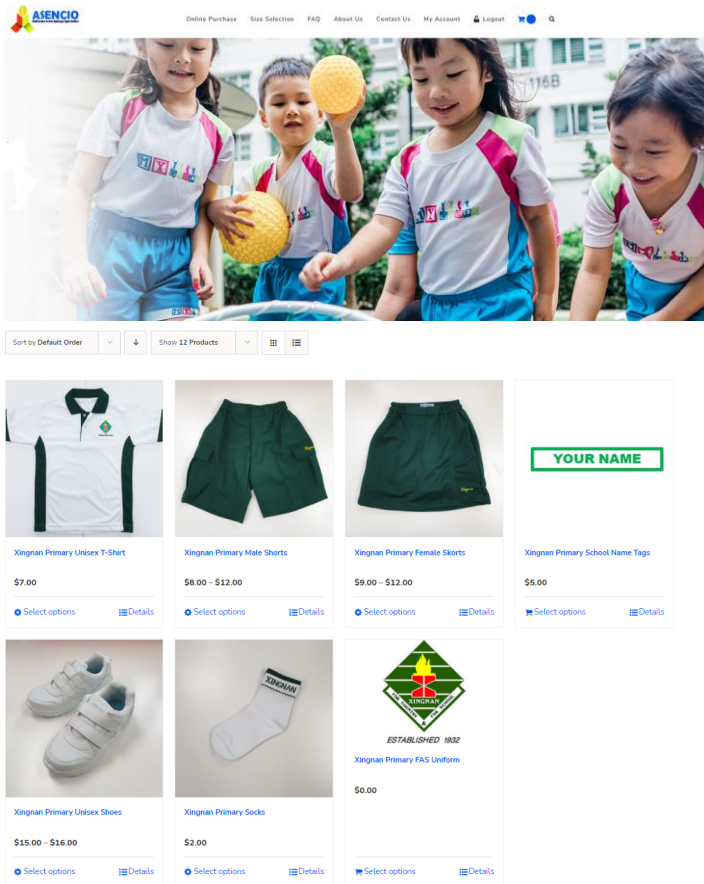 ASENCIO
Online Purchase Size Selection FAQ About Us Contact Us My Account Logout
116B
Sort by Default Order Show 12 Products
YOUR NAME
Xingnan Primary Unisex T-Shirt Xingnan Primary Male Shorts Xingnan Primary Female Skorts Xingnan Primary School Name Tags
$7.00 $8.00 – $12.00 $9.00 – $12.00 $5.00
Select options Details Select options Details Select options Details Select options Details
XINGNAN
XINGNAN
FOR COUNTRY & FOR SCHOOL
ESTABLISHED 1932
Xingnan Primary FAS Uniform
$0.00
Xingnan Primary Unisex Shoes Xingnan Primary Socks
$15.00 – $16.00 $2.00
Select options Details Select options Details Select options Details